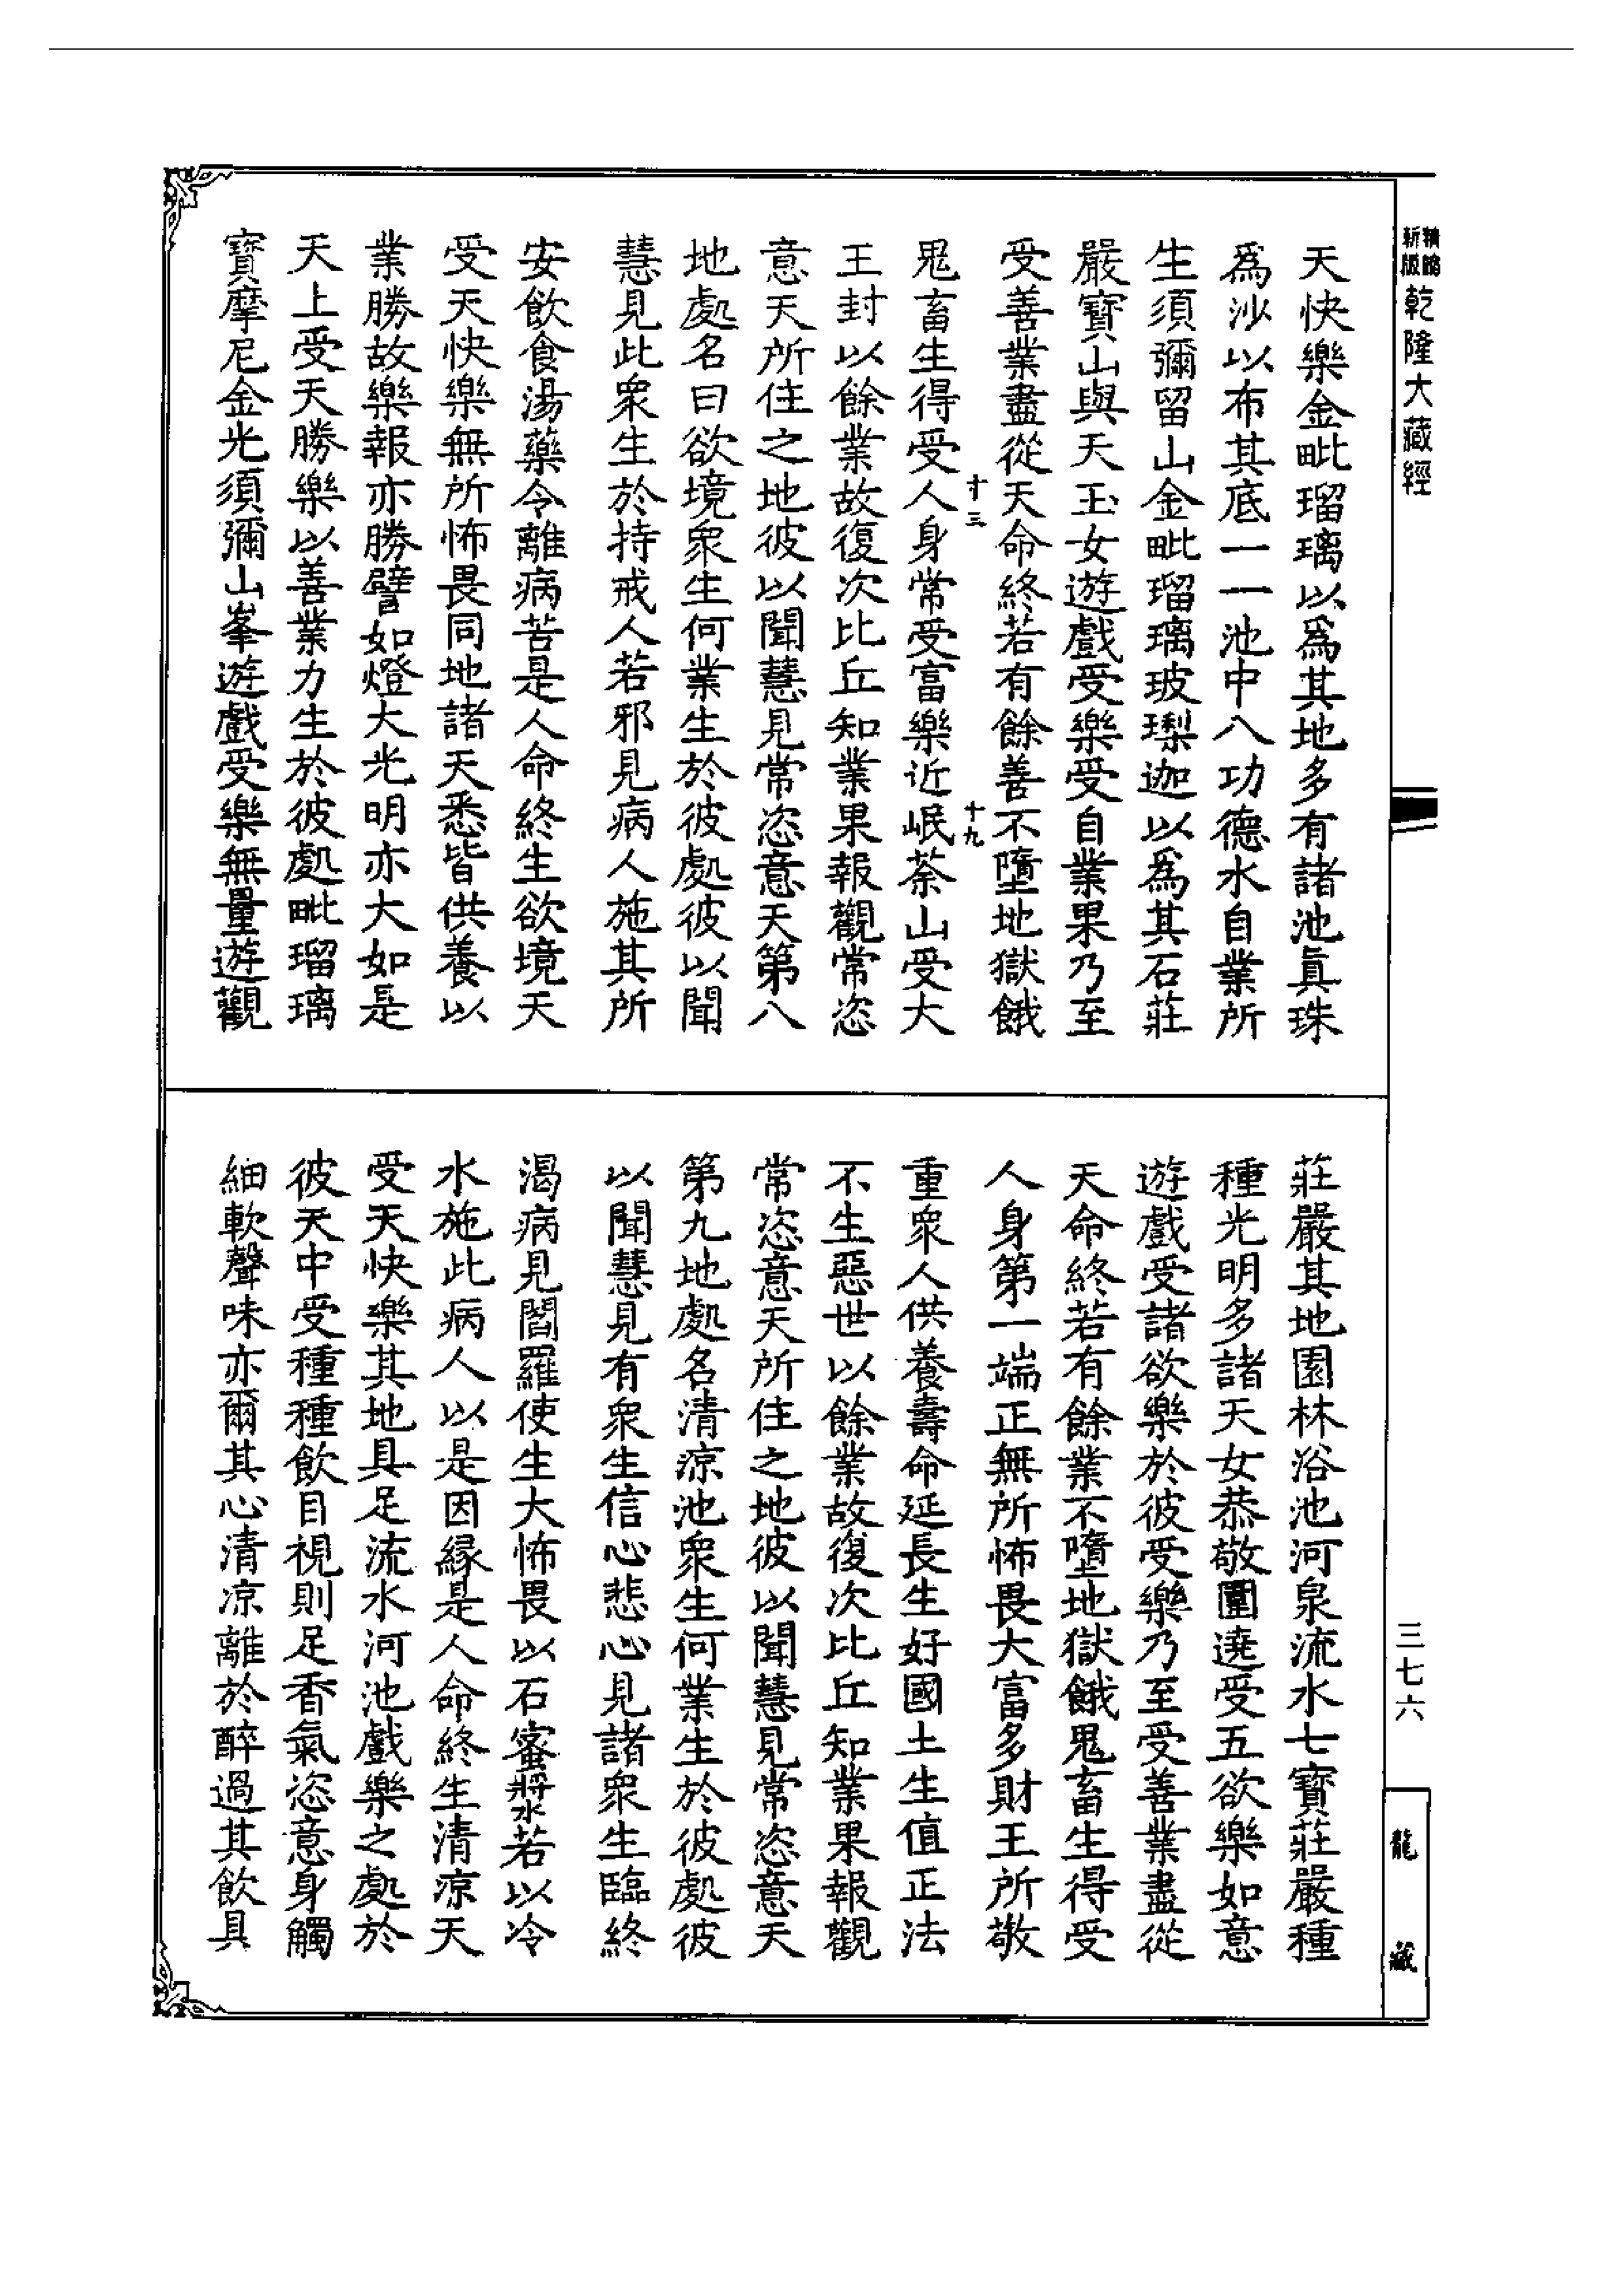 精鐫新版乾隆大藏經
天快樂金毗瑠璃以爲其地多有諸池眞珠
爲沙以布其底一一池中八功德水自業所
生須彌留山金毗瑠璃玻瓈迦以爲其石莊
嚴寶山與天玉女遊戲受樂受自業果乃至
受善業盡從天命終若有餘善不墮地獄餓
十三 十九
鬼畜生得受人身常受富樂近岷荼山受大
王封以餘業故復次比丘知業果報觀常恣
意天所住之地彼以聞慧見常恣意天第八
地處名曰欲境衆生何業生於彼處彼以聞
慧見此衆生於持戒人若邪見病人施其所
安飲食湯藥令離病苦是人命終生欲境天
受天快樂無所怖畏同地諸天悉皆供養以
業勝故樂報亦勝譬如燈大光明亦大如是
天上受天勝樂以善業力生於彼處毗瑠璃
寶摩尼金光須彌山峯遊戲受樂無量遊觀
莊嚴其地園林浴池河泉流水七寶莊嚴種
種光明多諸天女恭敬圍遶受五欲樂如意
遊戲受諸欲樂於彼受樂乃至受善業盡從
天命終若有餘業不墮地獄餓鬼畜生得受
人身第一端正無所怖畏大富多財王所敬
重衆人供養壽命延長生好國土生值正法
不生惡世以餘業故復次比丘知業果報觀
常恣意天所住之地彼以聞慧見常恣意天
第九地處名清涼池衆生何業生於彼處彼
以聞慧見有衆生信心悲心見諸衆生臨終
渴病見閻羅使生大怖畏以石蜜漿水若以冷
水施此病人以是因緣是人命終生清涼天
受天快樂其地具足流水河池戲樂之處於
彼天中受種種飲目視則足香氣恣意身觸
細軟聲味亦爾其心清涼離於醉過其飲具
三七六
龍藏